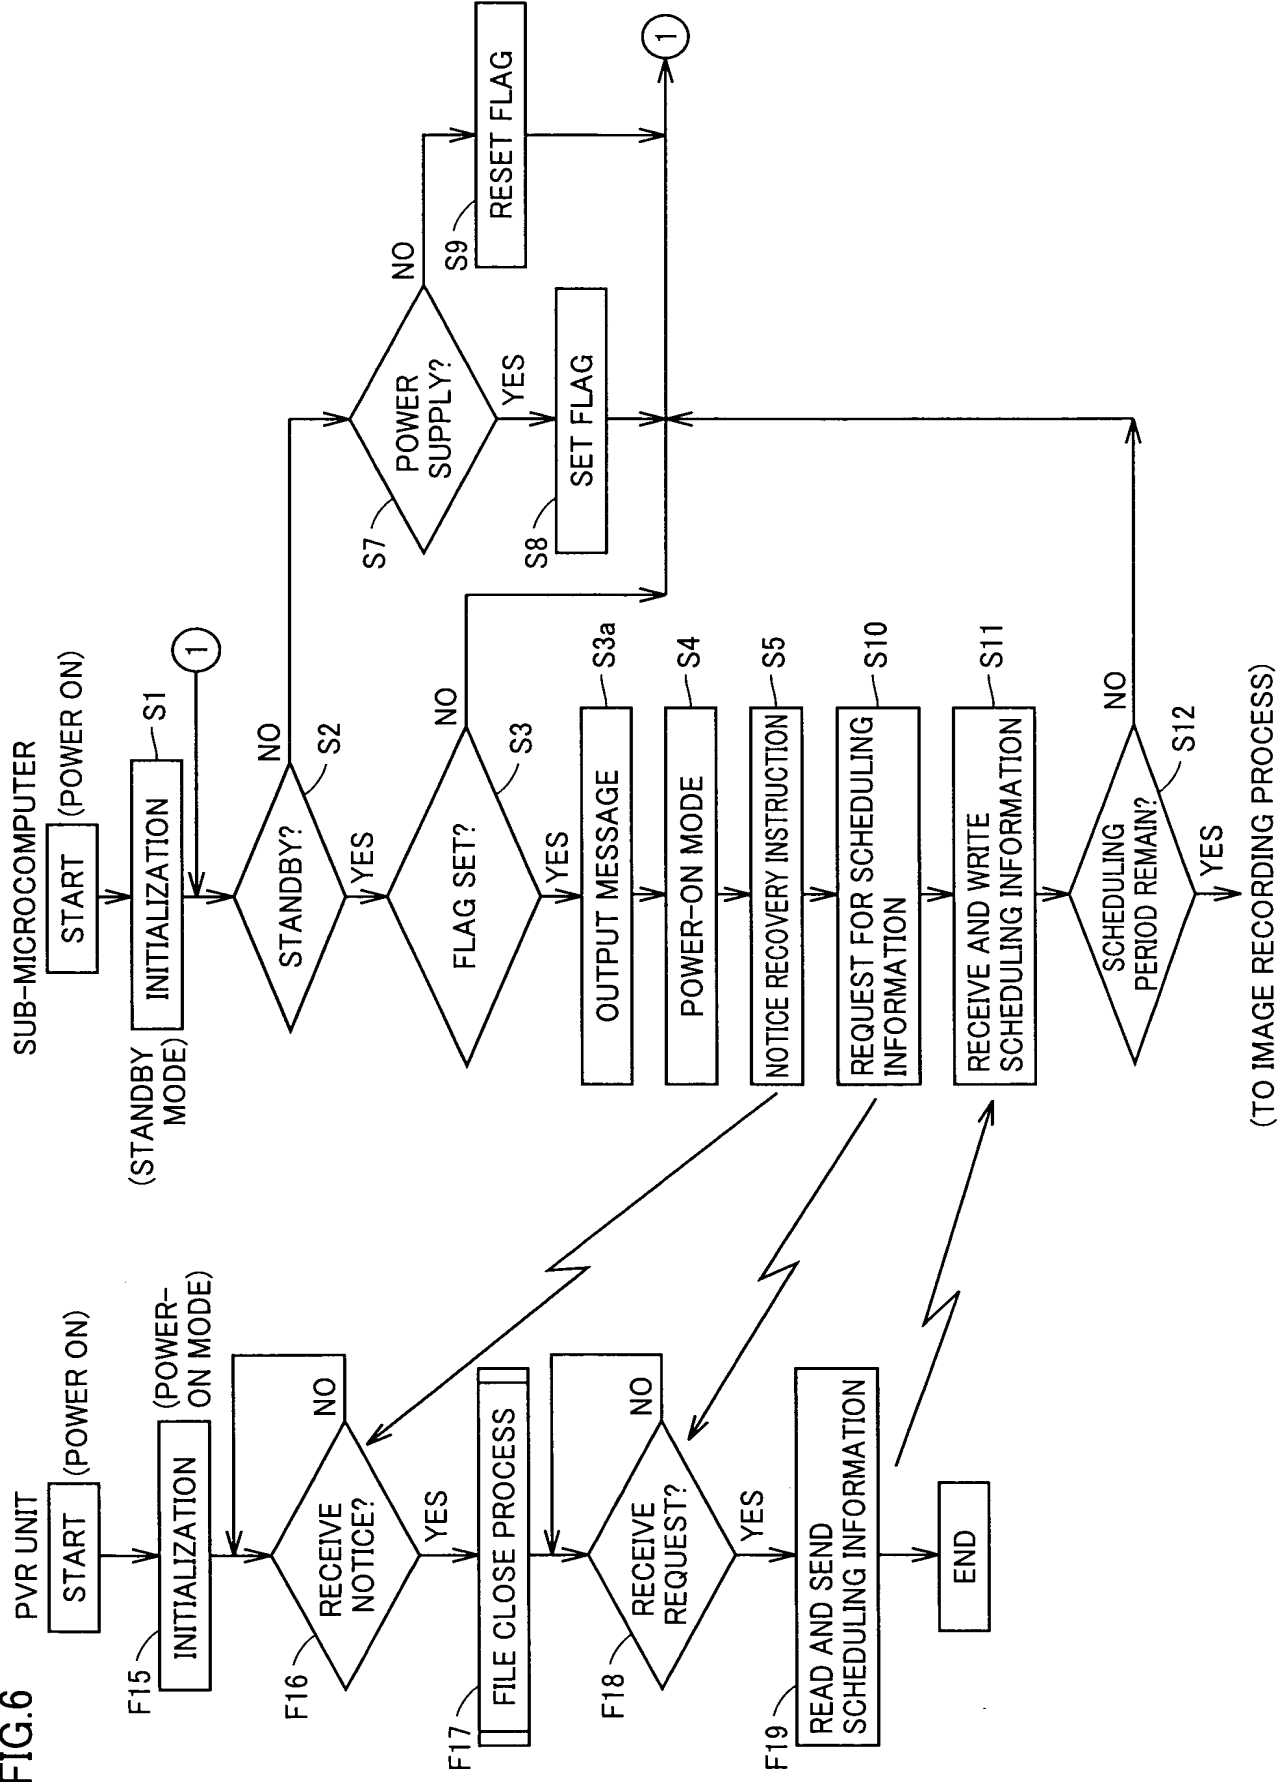 FIG.6
PVR UNIT
START
(POWER ON)
F15
INITIALIZATION
(POWER-
ON MODE)
F16
RECEIVE
NOTICE?
NO
YES
F17
FILE CLOSE PROCESS
F18
RECEIVE
REQUEST?
NO
YES
F19
READ AND SEND
SCHEDULING INFORMATION
END
SUB-MICROCOMPUTER
START
(POWER ON)
(STANDBY
MODE)
INITIALIZATION
S1
1
STANDBY?
NO
S2
YES
FLAG SET?
NO
S3
YES
OUTPUT MESSAGE
S3a
POWER-ON MODE
S4
NOTICE RECOVERY INSTRUCTION
S5
REQUEST FOR SCHEDULING
INFORMATION
S10
RECEIVE AND WRITE
SCHEDULING INFORMATION
S11
SCHEDULING
PERIOD REMAIN?
NO
S12
YES
(TO IMAGE RECORDING PROCESS)
S7
POWER
SUPPLY?
NO
YES
S8
SET FLAG
S9
RESET FLAG
1